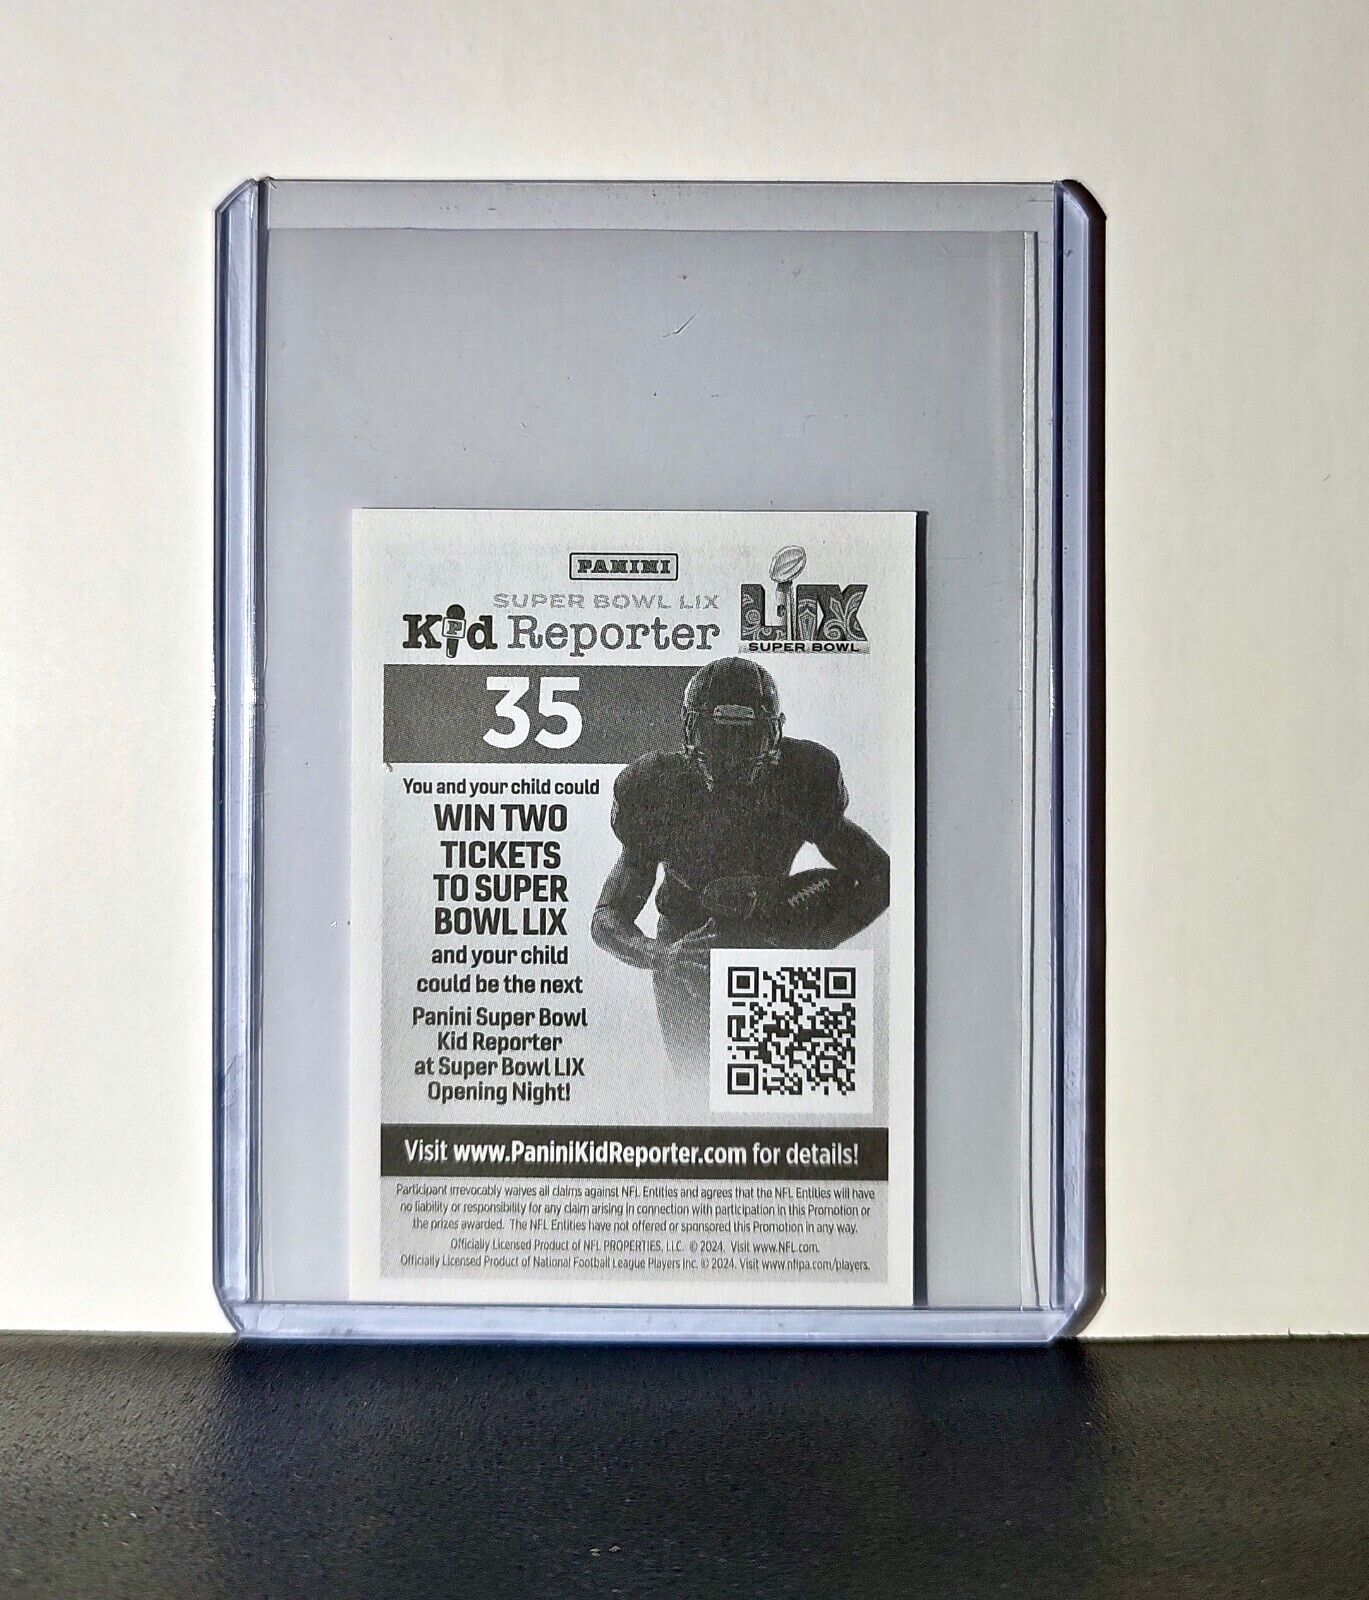 PANINI
SUPER BOWL LIX
Kid Reporter
LIX
SUPER BOWL
35
You and your child could
WIN TWO
TICKETS
TO SUPER
BOWL LIX
and your child
could be the next
Panini Super Bowl
Kid Reporter
at Super Bowl LIX
Opening Night!
Visit www.PaniniKidReporter.com for details!
Participant irrevocably waives all claims against NFL Entities and agrees that the NFL Entities will have
no liability or responsibility for any claim arising in connection with participation in this Promotion or
the prizes awarded. The NFL Entities have not offered or sponsored this Promotion in any way.
Officially Licensed Product of NFL PROPERTIES, LLC. © 2024. Visit www.NFL.com.
Officially Licensed Product of National Football League Players Inc. © 2024. Visit www.nflpa.com/players.